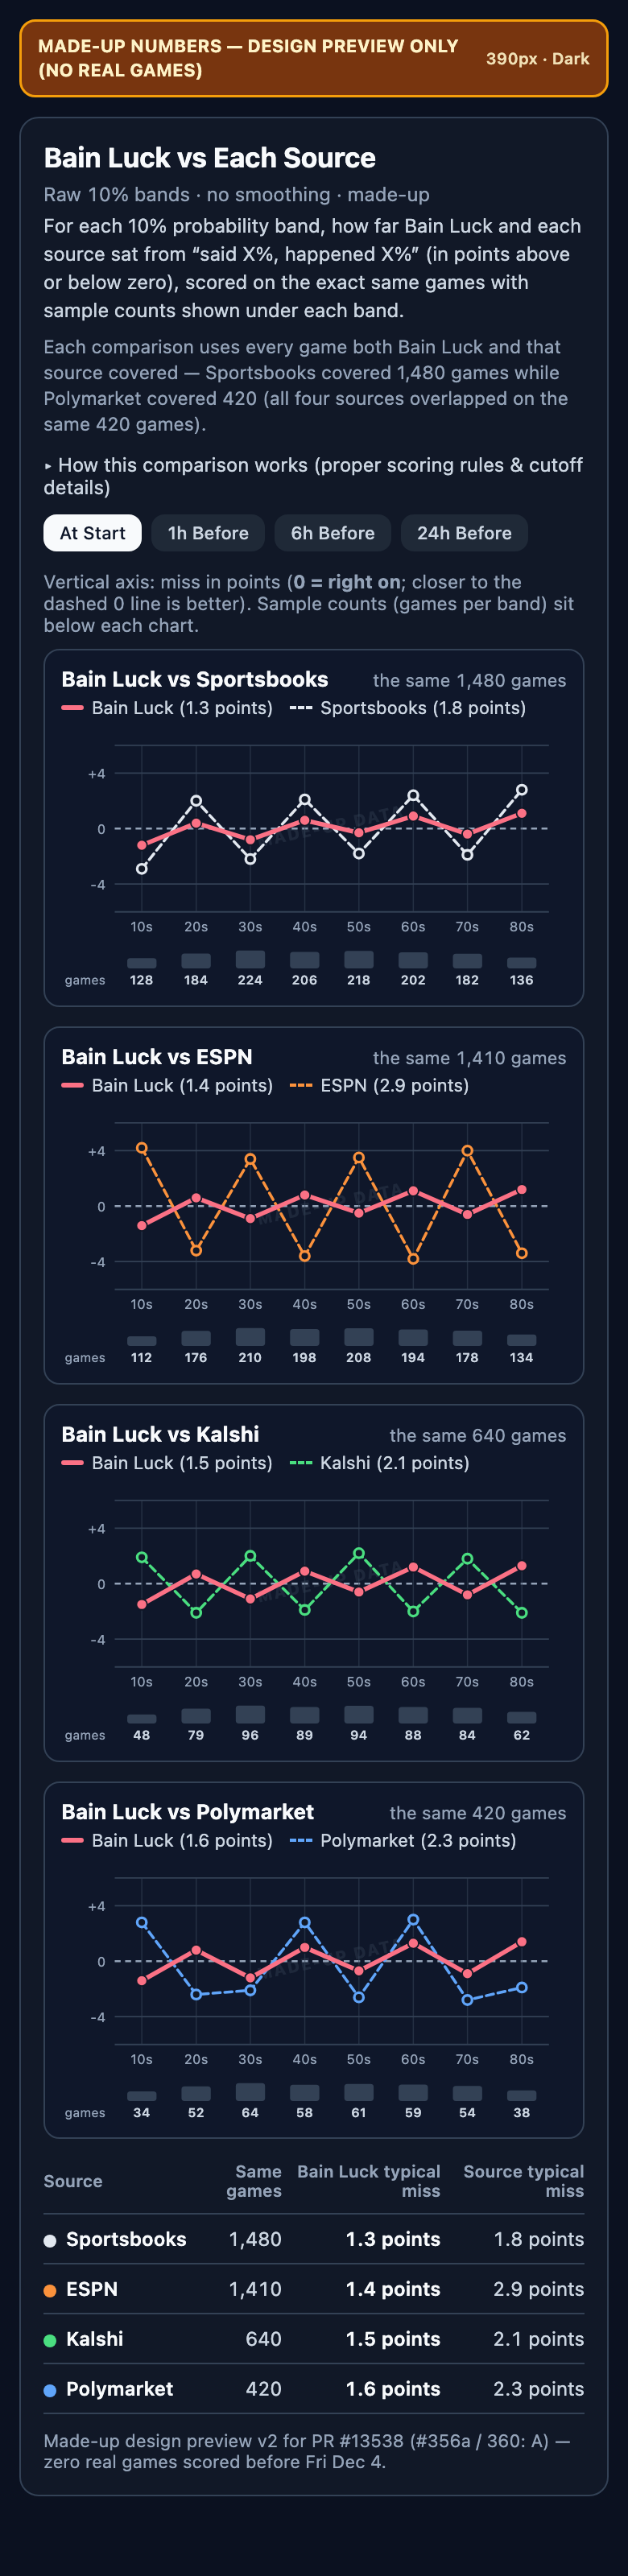 MADE-UP NUMBERS — DESIGN PREVIEW ONLY
(NO REAL GAMES)
390px · Dark
Bain Luck vs Each Source
Raw 10% bands · no smoothing · made-up
For each 10% probability band, how far Bain Luck and each
source sat from “said X%, happened X%” (in points above
or below zero), scored on the exact same games with
sample counts shown under each band.
Each comparison uses every game both Bain Luck and that
source covered — Sportsbooks covered 1,480 games while
Polymarket covered 420 (all four sources overlapped on the
same 420 games).
▸ How this comparison works (proper scoring rules & cutoff
details)
At Start 1h Before 6h Before 24h Before
Vertical axis: miss in points (0 = right on; closer to the
dashed 0 line is better). Sample counts (games per band) sit
below each chart.
Bain Luck vs Sportsbooks the same 1,480 games
Bain Luck (1.3 points) Sportsbooks (1.8 points)
+4
0
-4
MADE-UP DATA
10s 20s 30s 40s 50s 60s 70s 80s
games 128 184 224 206 218 202 182 136
Bain Luck vs ESPN the same 1,410 games
Bain Luck (1.4 points) ESPN (2.9 points)
+4
0
-4
MADE-UP DATA
10s 20s 30s 40s 50s 60s 70s 80s
games 112 176 210 198 208 194 178 134
Bain Luck vs Kalshi the same 640 games
Bain Luck (1.5 points) Kalshi (2.1 points)
+4
0
-4
MADE-UP DATA
10s 20s 30s 40s 50s 60s 70s 80s
games 48 79 96 89 94 88 84 62
Bain Luck vs Polymarket the same 420 games
Bain Luck (1.6 points) Polymarket (2.3 points)
+4
0
-4
MADE-UP DATA
10s 20s 30s 40s 50s 60s 70s 80s
games 34 52 64 58 61 59 54 38
Source Same games Bain Luck typical miss Source typical miss
Sportsbooks 1,480 1.3 points 1.8 points
ESPN 1,410 1.4 points 2.9 points
Kalshi 640 1.5 points 2.1 points
Polymarket 420 1.6 points 2.3 points
Made-up design preview v2 for PR #13538 (#356a / 360: A) —
zero real games scored before Fri Dec 4.